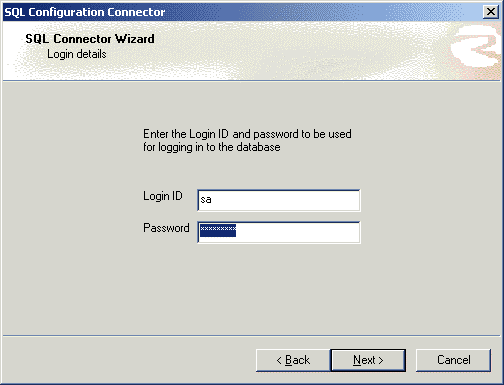 SQL Configuration Connector
SQL Connector Wizard
Login details
Enter the Login ID and password to be used
for logging in to the database
Login ID
sa
Password
xxxxxxxxx
< Back
Next >
Cancel